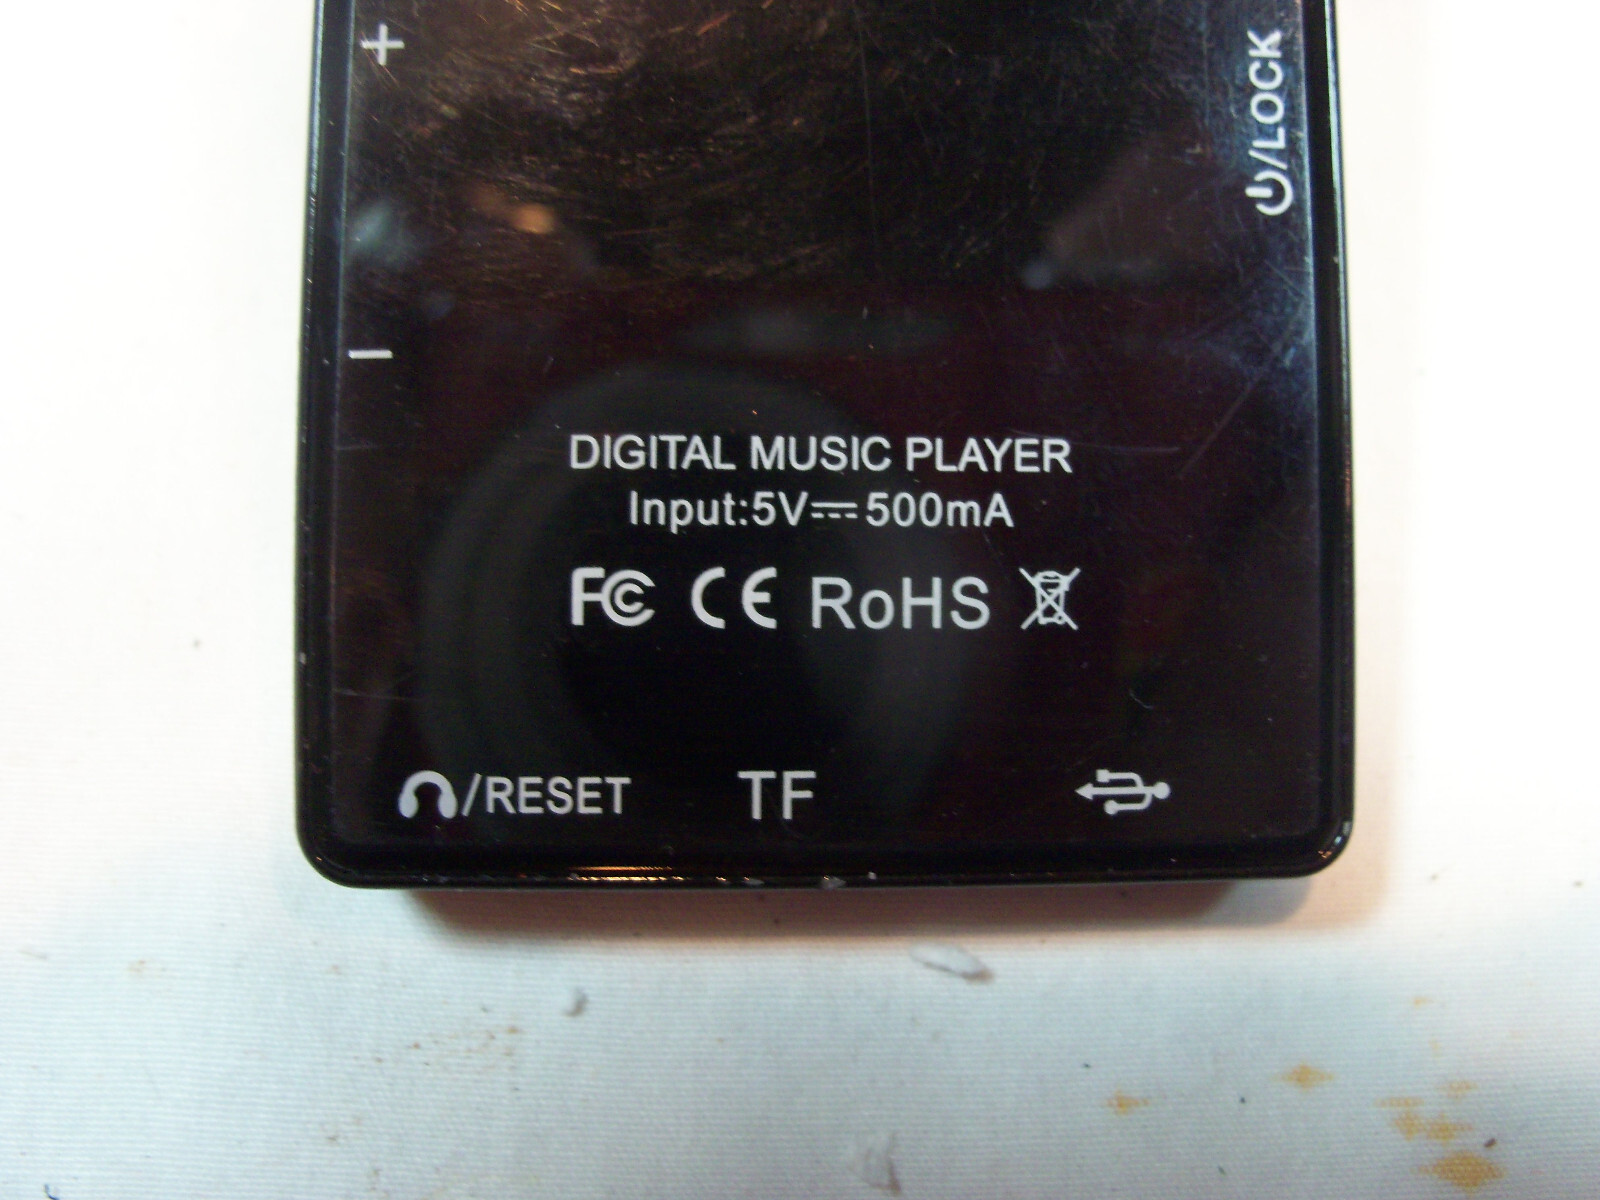 +
/LOCK
−
DIGITAL MUSIC PLAYER
Input:5V⎓500mA
FC CE RoHS
/RESET TF